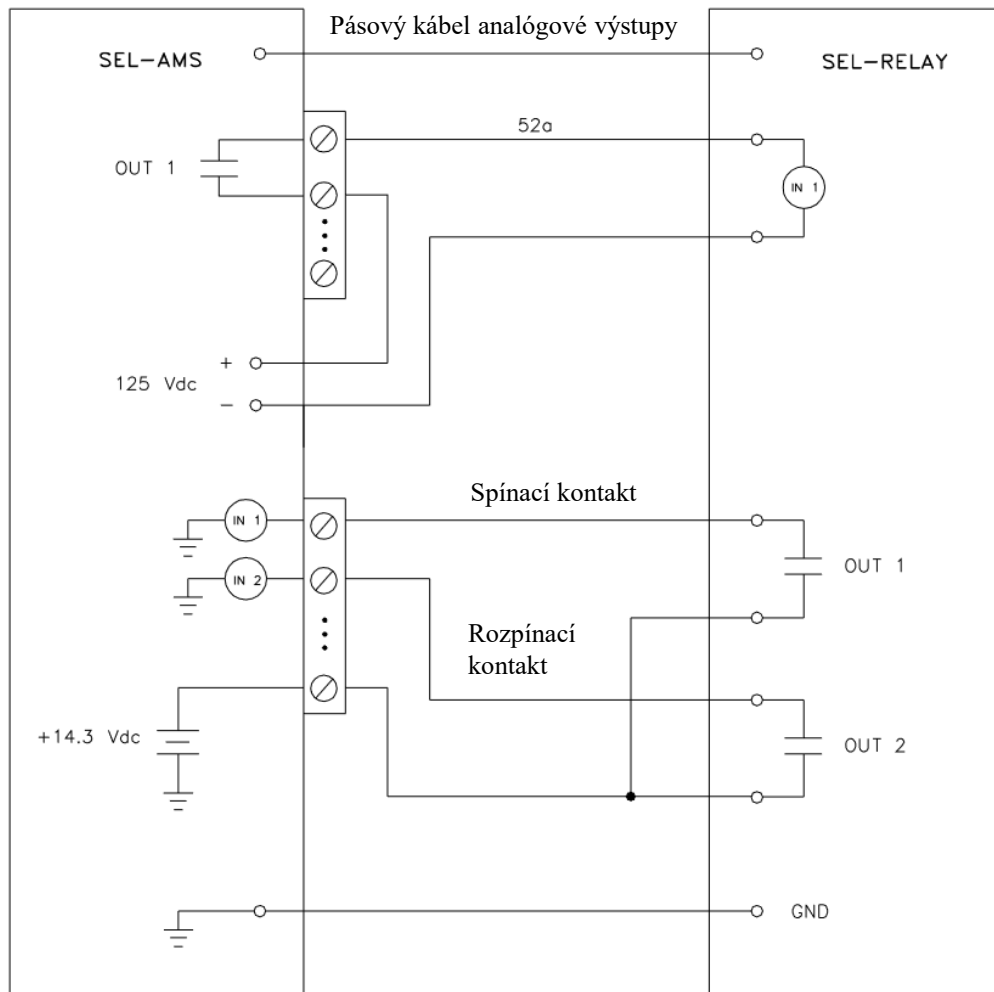 Pásový kábel analógové výstupy
SEL-AMS
SEL-RELAY
52a
OUT 1
IN 1
+
125 Vdc
−
Spínací kontakt
IN 1
OUT 1
IN 2
Rozpínací
kontakt
+14.3 Vdc
OUT 2
GND